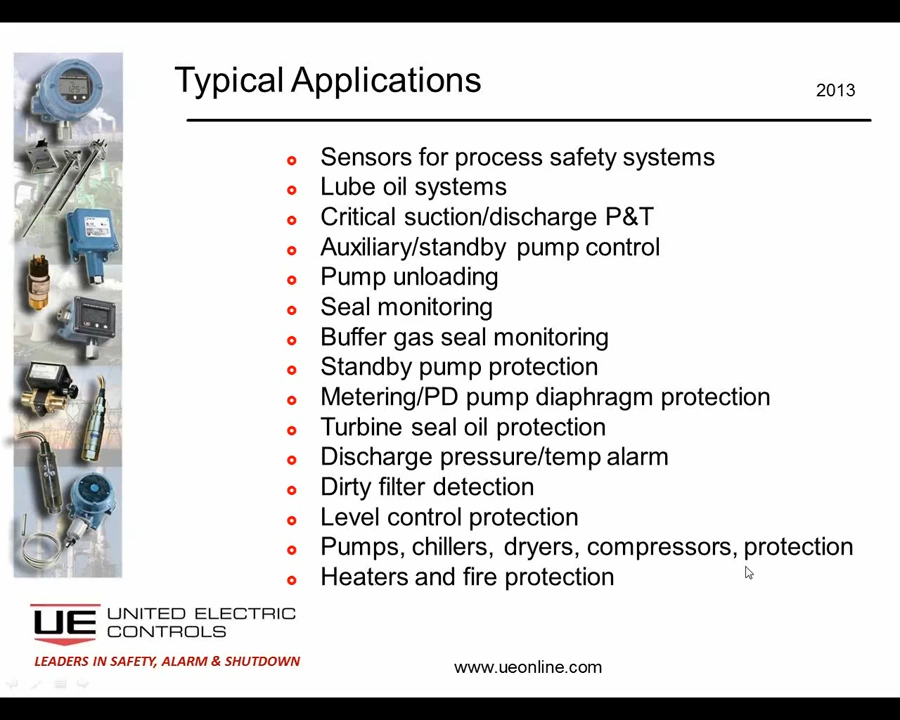 Typical Applications
2013
Sensors for process safety systems
Lube oil systems
Critical suction/discharge P&T
Auxiliary/standby pump control
Pump unloading
Seal monitoring
Buffer gas seal monitoring
Standby pump protection
Metering/PD pump diaphragm protection
Turbine seal oil protection
Discharge pressure/temp alarm
Dirty filter detection
Level control protection
Pumps, chillers, dryers, compressors, protection
Heaters and fire protection
UE UNITED ELECTRIC
CONTROLS
LEADERS IN SAFETY, ALARM & SHUTDOWN
www.ueonline.com